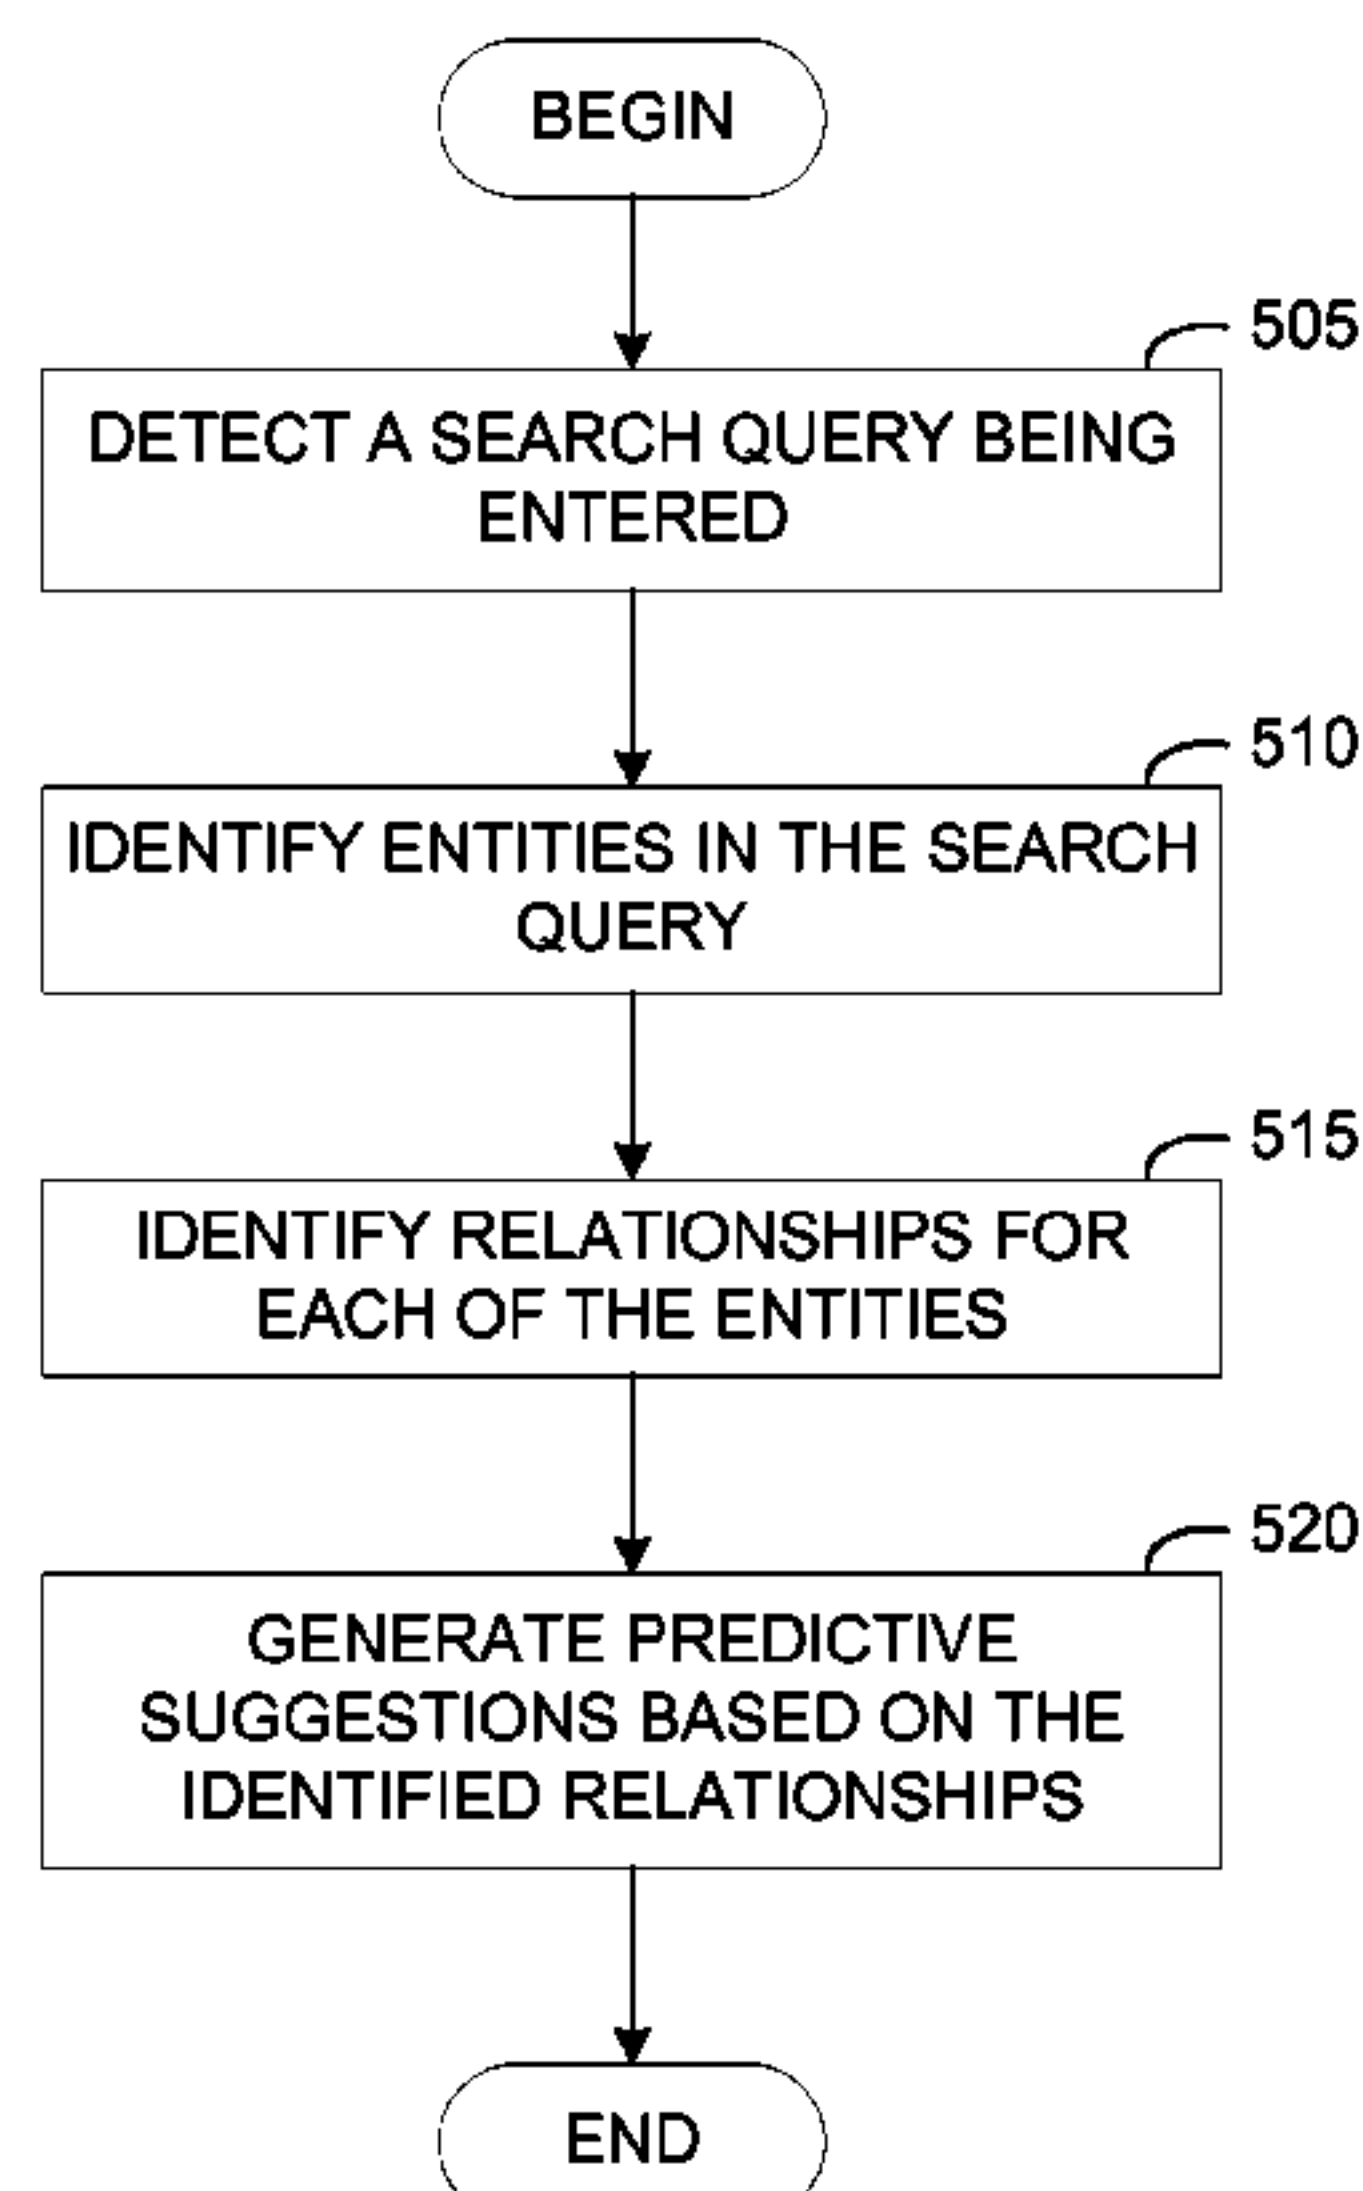 BEGIN
505
DETECT A SEARCH QUERY BEING
ENTERED
510
IDENTIFY ENTITIES IN THE SEARCH
QUERY
515
IDENTIFY RELATIONSHIPS FOR
EACH OF THE ENTITIES
520
GENERATE PREDICTIVE
SUGGESTIONS BASED ON THE
IDENTIFIED RELATIONSHIPS
END